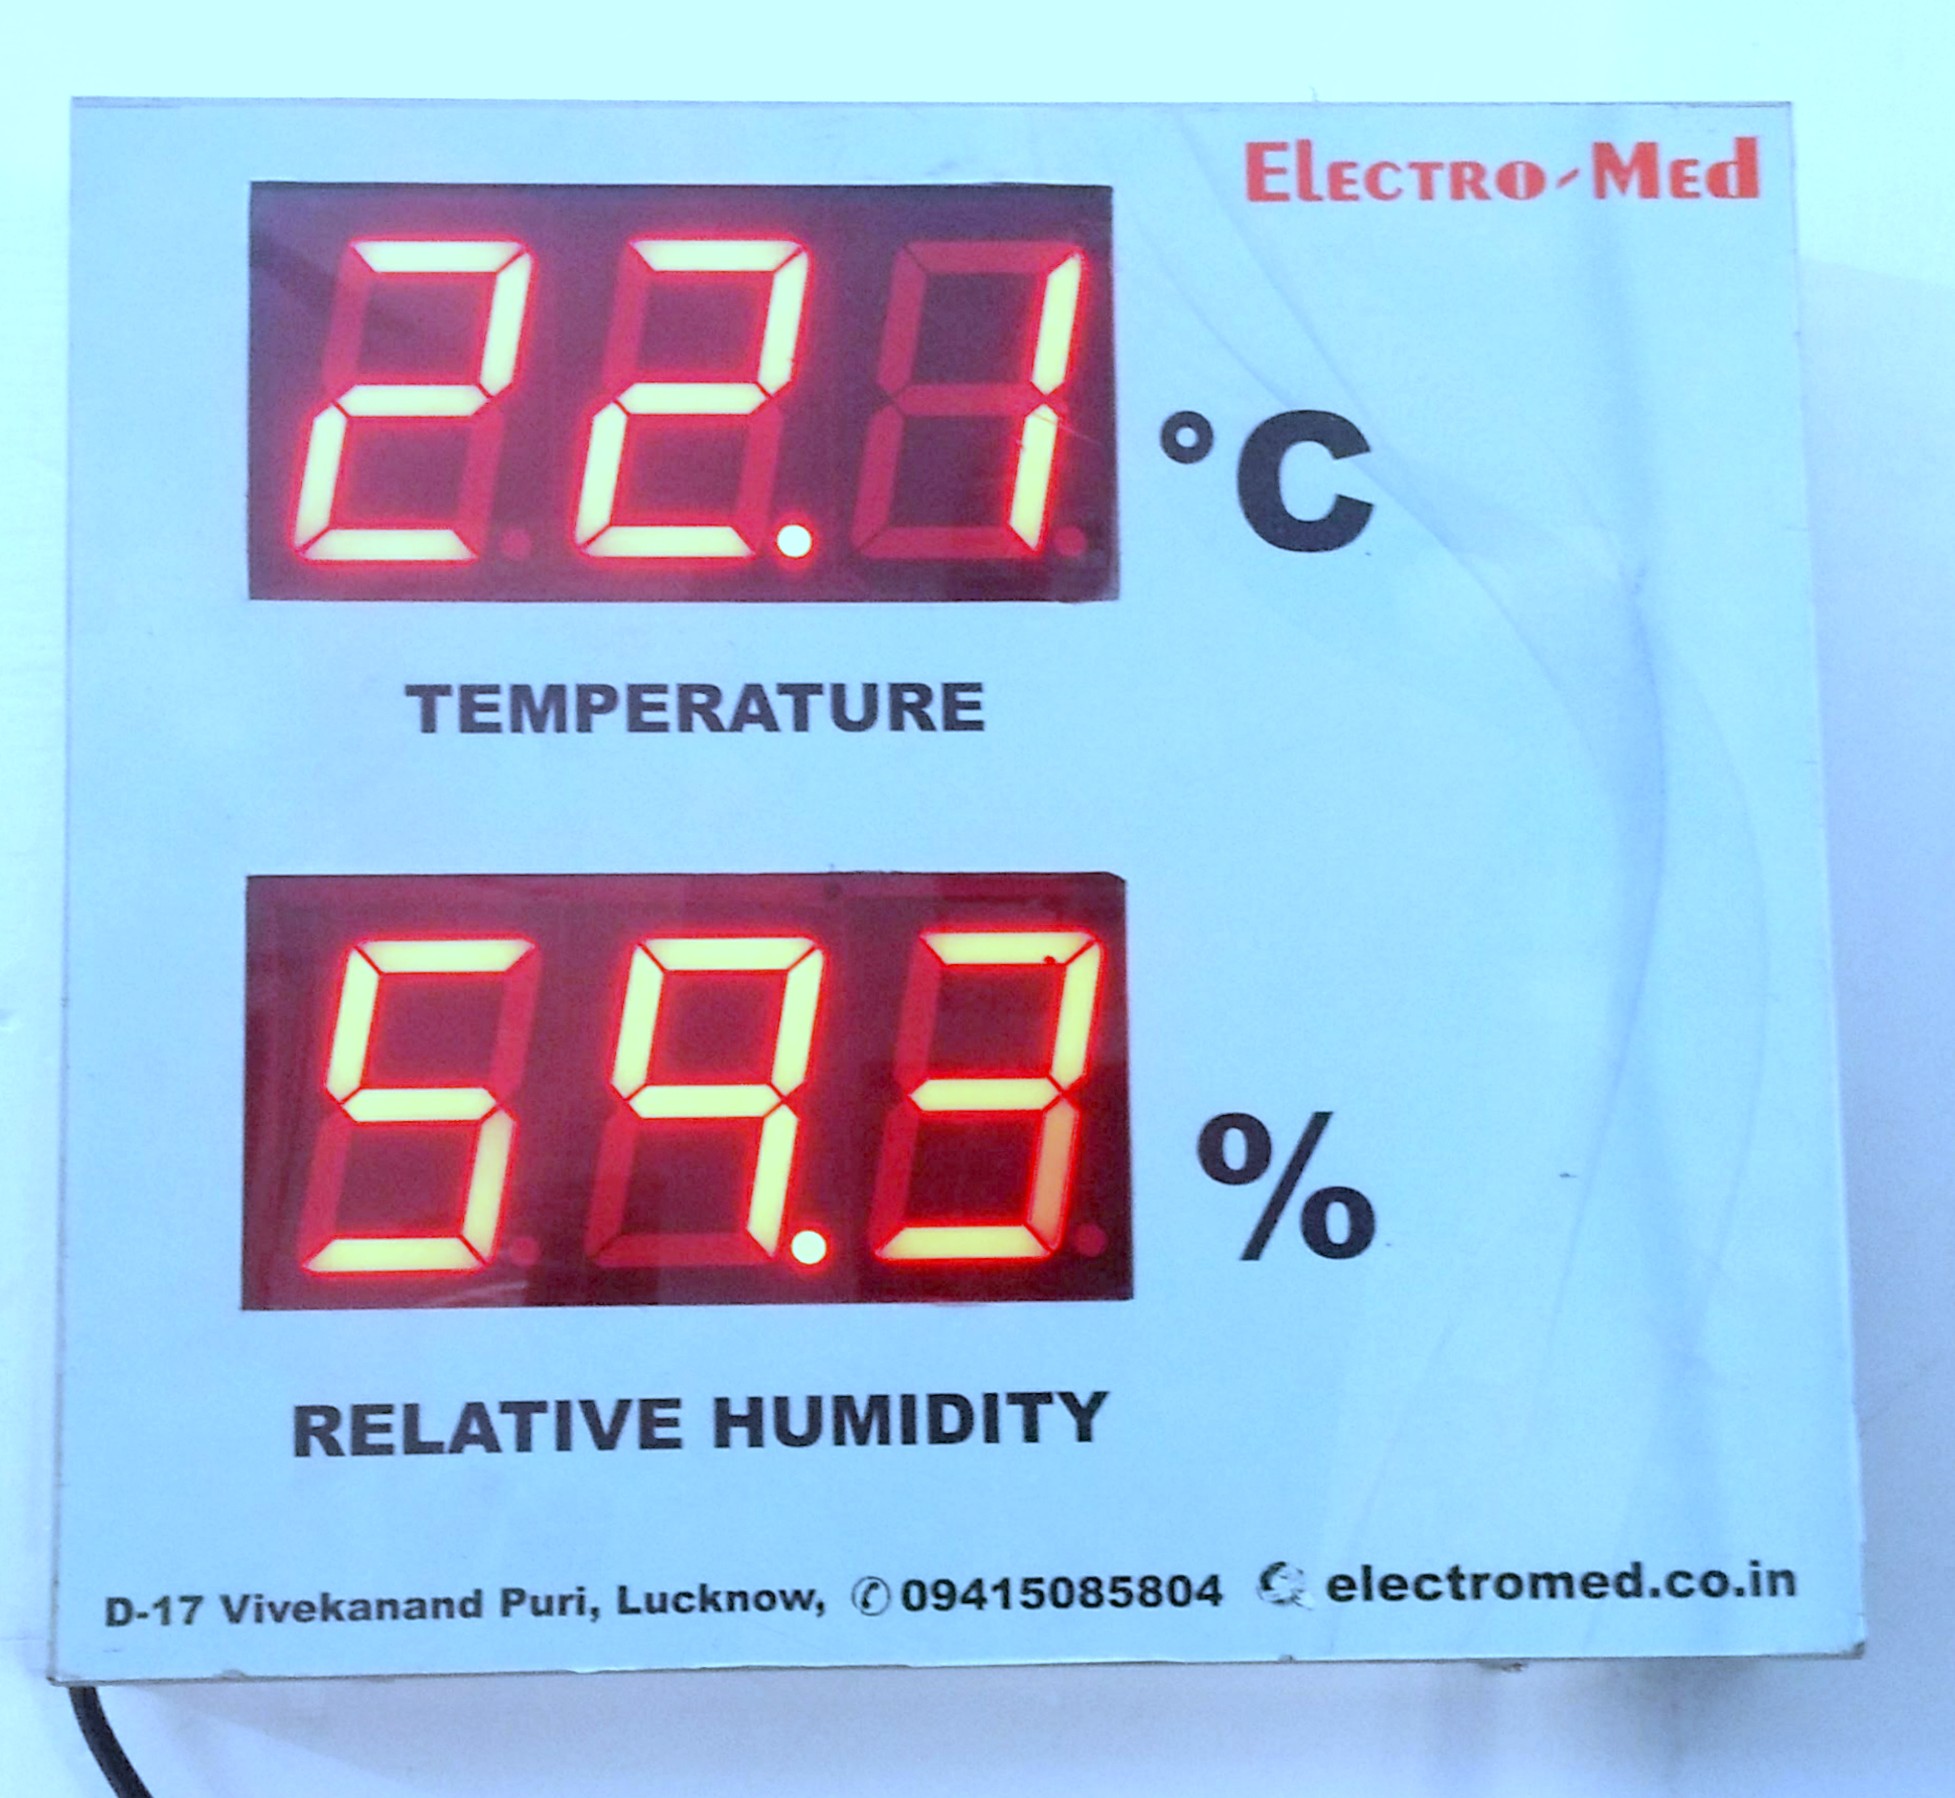 Electro-Med
22.1 °C
TEMPERATURE
59.3 %
RELATIVE HUMIDITY
D-17 Vivekanand Puri, Lucknow, ✆ 09415085804 electromed.co.in